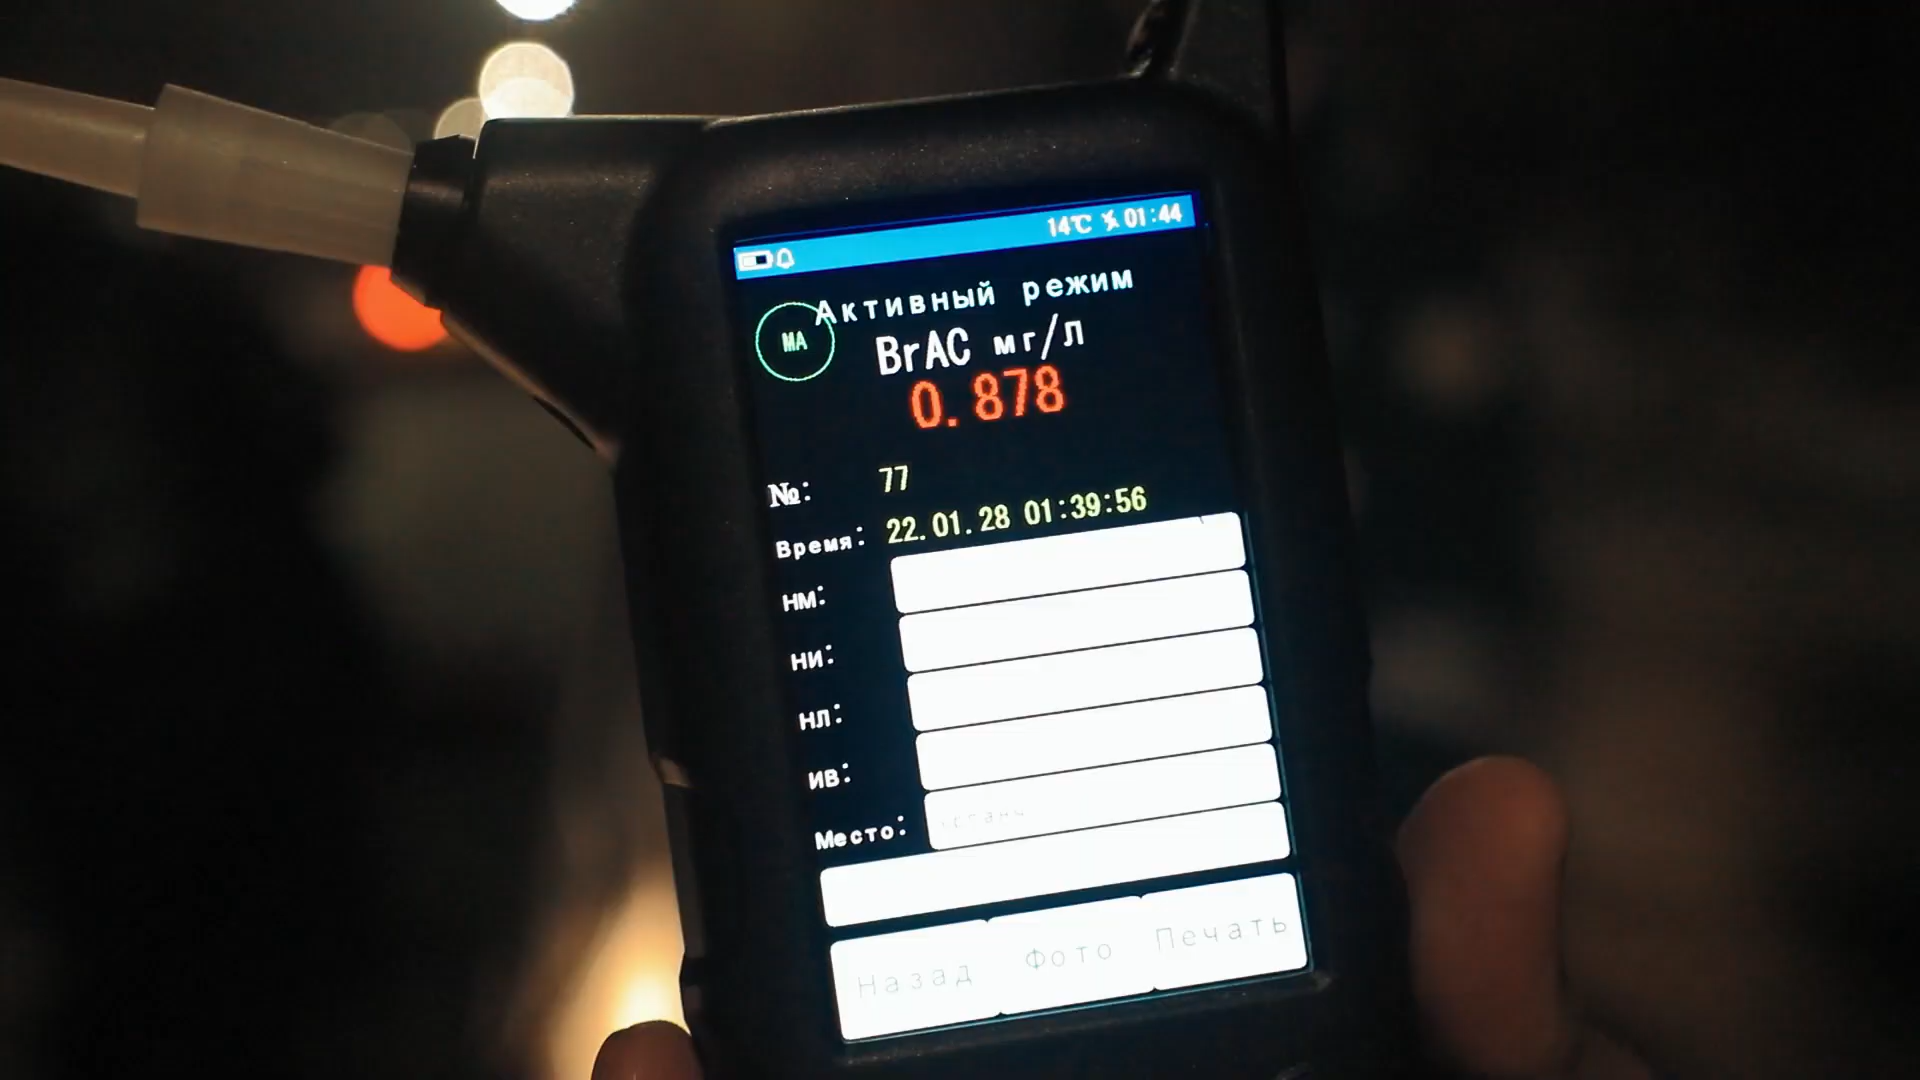 14℃ 01:44
Активный режим
MA
BrAC мг/л
0.878
№: 77
Время: 22.01.28 01:39:56
нм:
ни:
нл:
ив:
Место:
Назад Фото Печать